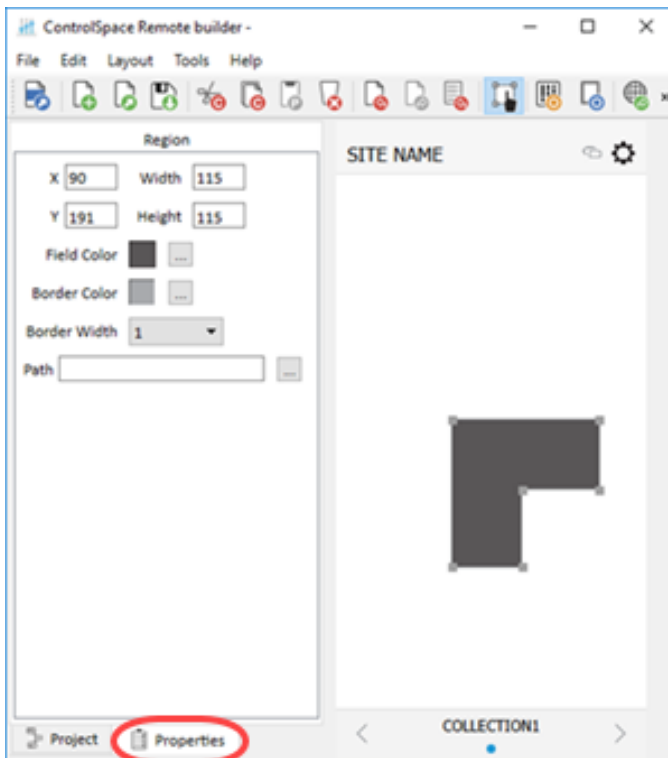 ControlSpace Remote builder -
File Edit Layout Tools Help
Region
X 90 Width 115
Y 191 Height 115
Field Color ...
Border Color ...
Border Width 1
Path ...
SITE NAME
COLLECTION1
Project Properties